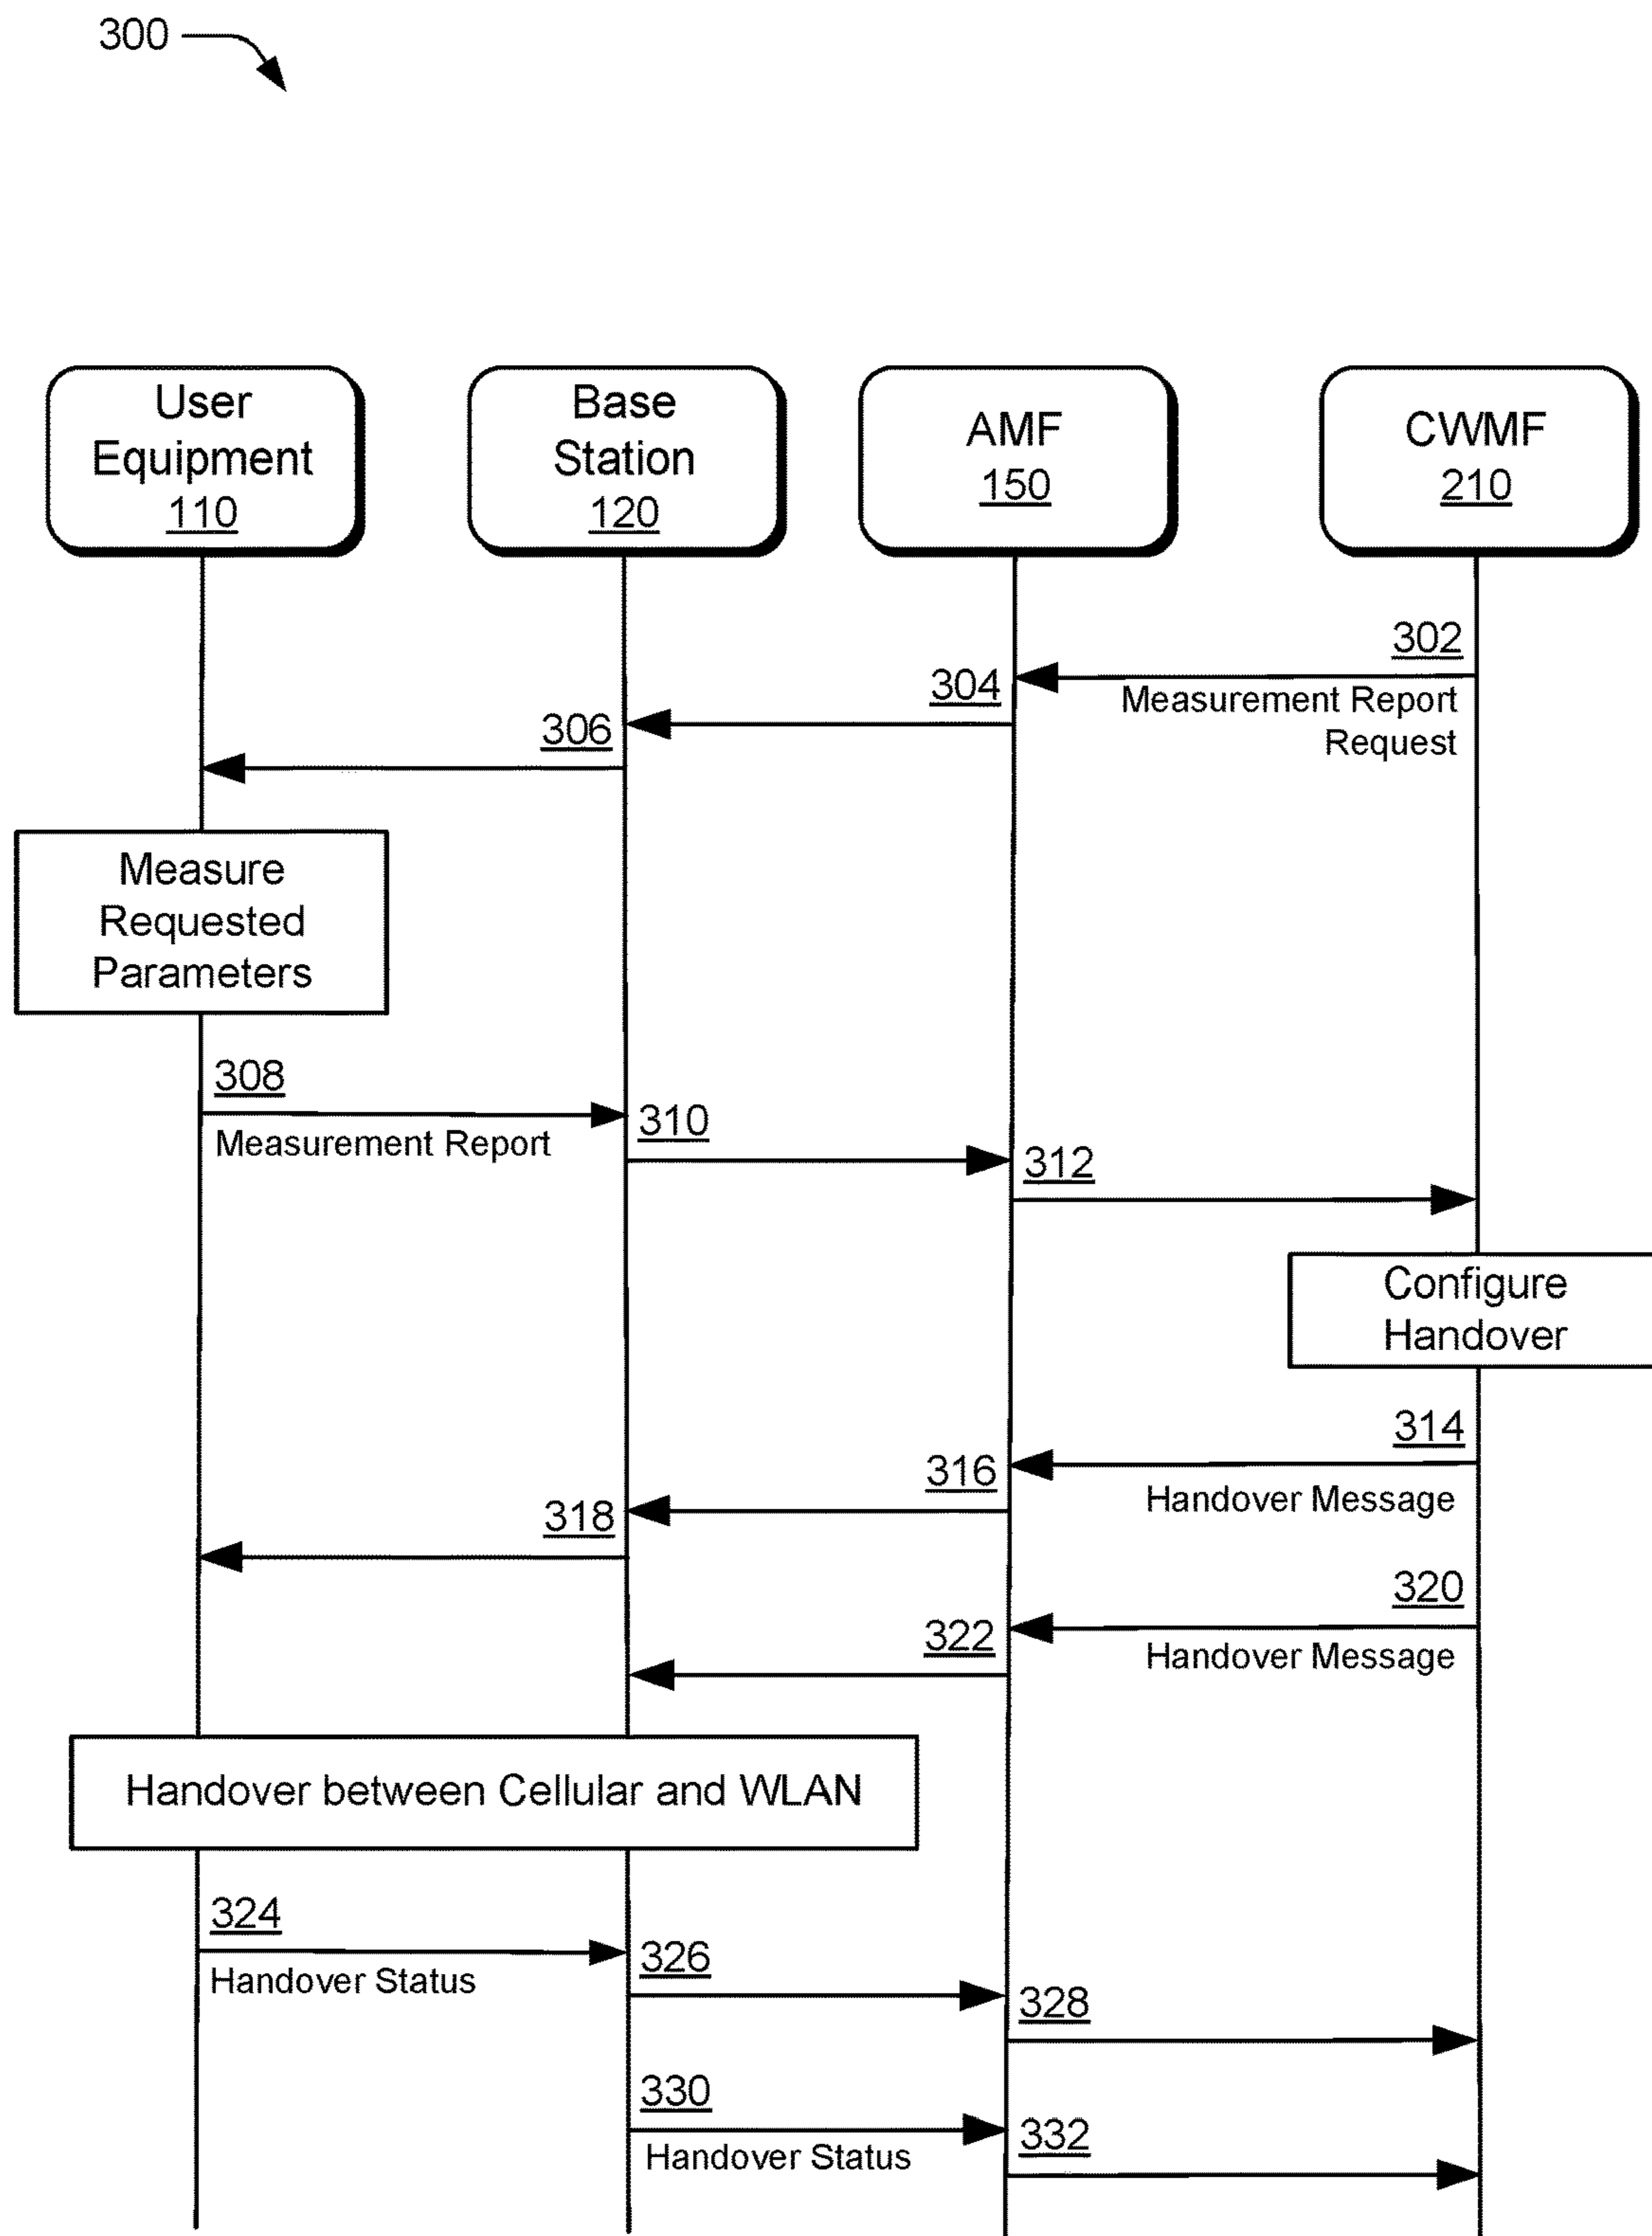 300
User
Equipment
110
Base
Station
120
AMF
150
CWMF
210
302
Measurement Report
Request
304
306
Measure
Requested
Parameters
308
Measurement Report
310
312
Configure
Handover
314
Handover Message
316
318
320
Handover Message
322
Handover between Cellular and WLAN
324
Handover Status
326
328
330
Handover Status
332